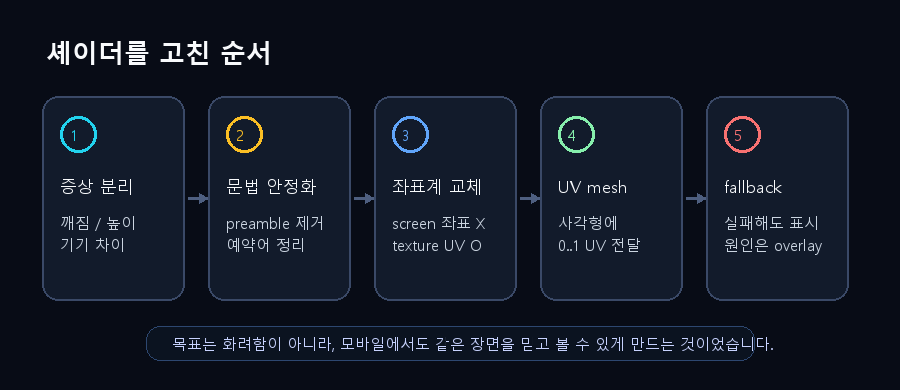 셰이더를 고친 순서
1
증상 분리
깨짐 / 높이
기기 차이
2
문법 안정화
preamble 제거
예약어 정리
3
좌표계 교체
screen 좌표 X
texture UV O
4
UV mesh
사각형에
0..1 UV 전달
5
fallback
실패해도 표시
원인은 overlay
목표는 화려함이 아니라, 모바일에서도 같은 장면을 믿고 볼 수 있게 만드는 것이었습니다.